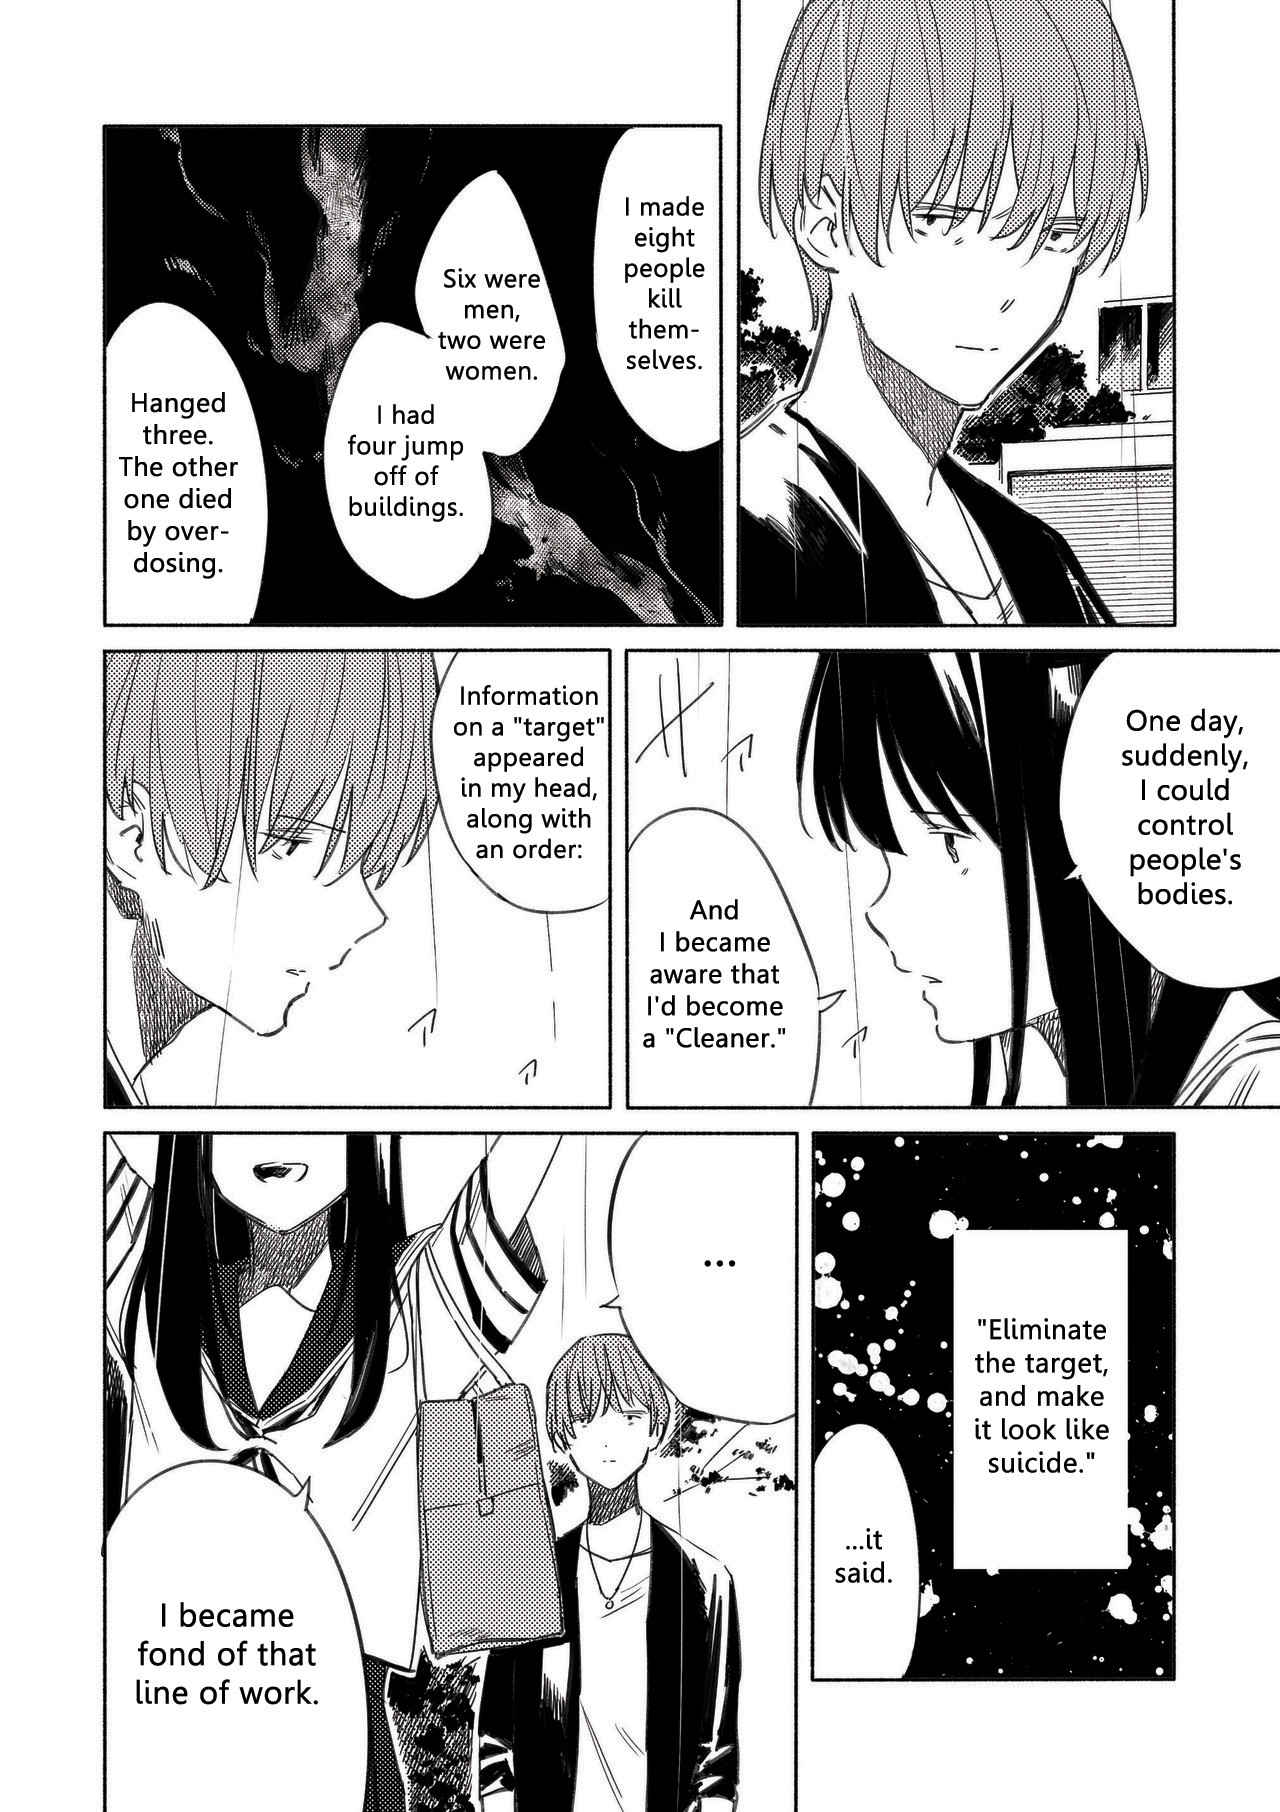 I made
eight
people
kill
them-
selves.
Six were
men,
two were
women.
I had
four jump
off of
buildings.
Hanged
three.
The other
one died
by over-
dosing.
One day,
suddenly,
I could
control
people's
bodies.
And
I became
aware that
I'd become
a "Cleaner."
Information
on a "target"
appeared
in my head,
along with
an order:
"Eliminate
the target,
and make
it look like
suicide."
...it
said.
...
I became
fond of that
line of work.